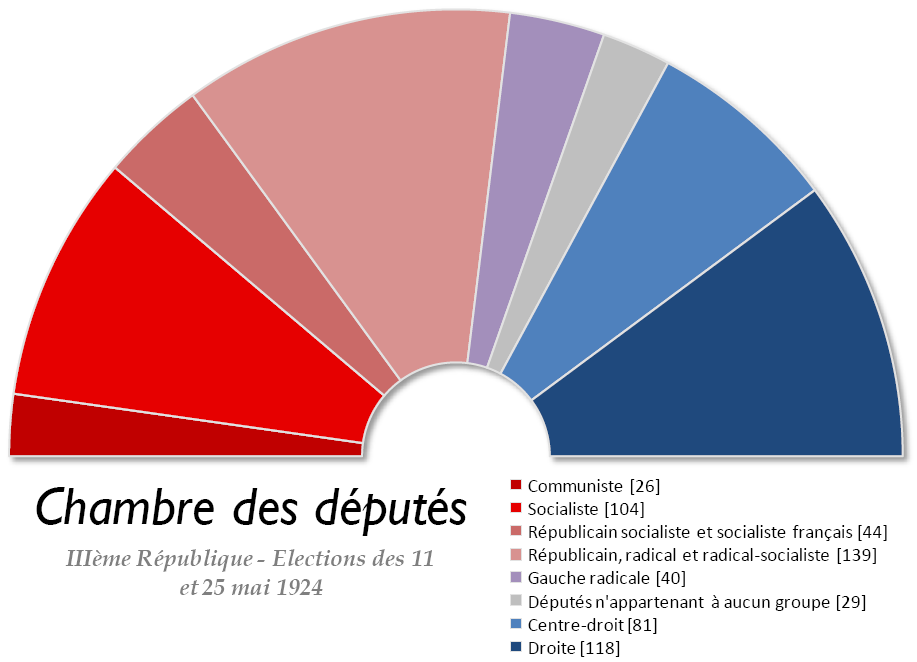 Chambre des députés
IIIème République - Elections des 11
et 25 mai 1924
Communiste [26]
Socialiste [104]
Républicain socialiste et socialiste français [44]
Républicain, radical et radical-socialiste [139]
Gauche radicale [40]
Députés n'appartenant à aucun groupe [29]
Centre-droit [81]
Droite [118]